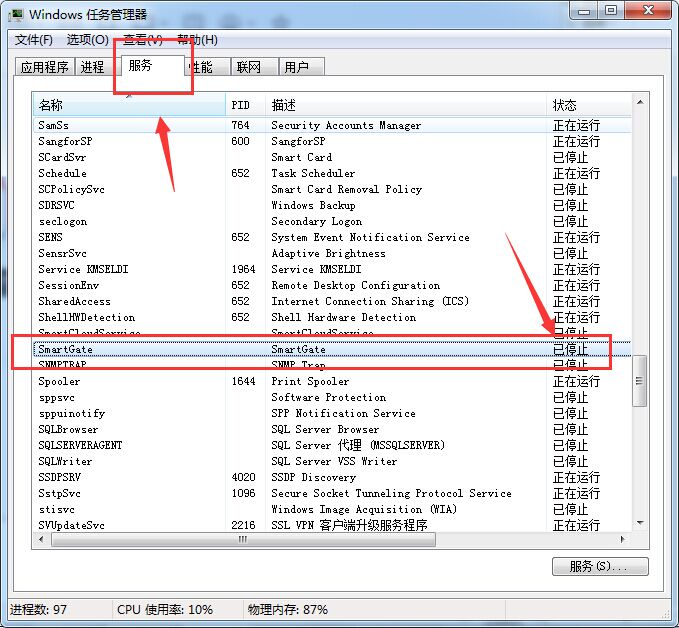 Windows 任务管理器
文件(F) 选项(O) 查看(V) 帮助(H)
应用程序 进程 服务 性能 联网 用户
名称 PID 描述 状态
SamSs 764 Security Accounts Manager 正在运行
SangforSP 600 SangforSP 正在运行
SCardSvr Smart Card 已停止
Schedule 652 Task Scheduler 正在运行
SCPolicySvc Smart Card Removal Policy 已停止
SDRSVC Windows Backup 已停止
seclogon Secondary Logon 已停止
SENS 652 System Event Notification Service 正在运行
SensrSvc Adaptive Brightness 已停止
Service KMSELDI 1964 Service KMSELDI 正在运行
SessionEnv 652 Remote Desktop Configuration 正在运行
SharedAccess 652 Internet Connection Sharing (ICS) 正在运行
ShellHWDetection 652 Shell Hardware Detection 正在运行
SmartCloudService SmartCloudService 已停止
SmartGate SmartGate 已停止
SNMPTRAP SNMP Trap 已停止
Spooler 1644 Print Spooler 正在运行
sppsvc Software Protection 已停止
sppuinotify SPP Notification Service 已停止
SQLBrowser SQL Server Browser 已停止
SQLSERVERAGENT SQL Server 代理 (MSSQLSERVER) 已停止
SQLWriter SQL Server VSS Writer 已停止
SSDPSRV 4020 SSDP Discovery 正在运行
SstpSvc 1096 Secure Socket Tunneling Protocol Service 正在运行
stisvc Windows Image Acquisition (WIA) 已停止
SVUpdateSvc 2216 SSL VPN 客户端升级服务程序 正在运行
服务(S)...
进程数: 97 CPU 使用率: 10% 物理内存: 87%